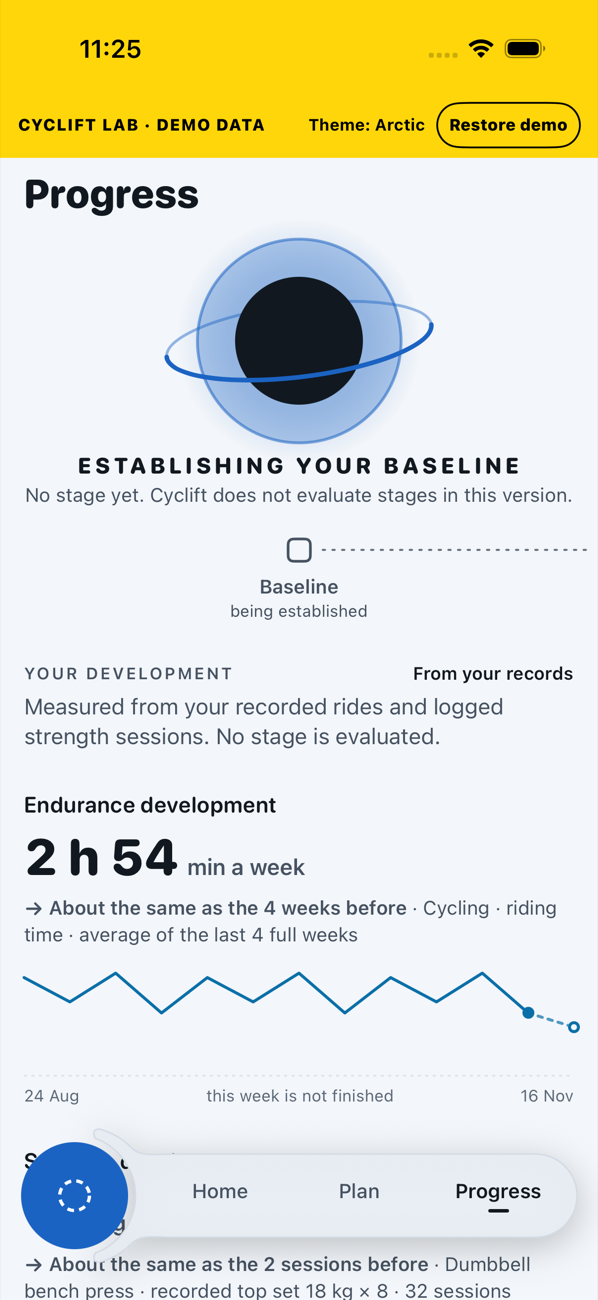 11:25
CYCLIFT LAB · DEMO DATA
Theme: Arctic
Restore demo
Progress
ESTABLISHING YOUR BASELINE
No stage yet. Cyclift does not evaluate stages in this version.
Baseline
being established
YOUR DEVELOPMENT
From your records
Measured from your recorded rides and logged
strength sessions. No stage is evaluated.
Endurance development
2 h 54 min a week
→ About the same as the 4 weeks before · Cycling · riding
time · average of the last 4 full weeks
24 Aug
this week is not finished
16 Nov
Home
Plan
Progress
→ About the same as the 2 sessions before · Dumbbell
bench press · recorded top set 18 kg × 8 · 32 sessions